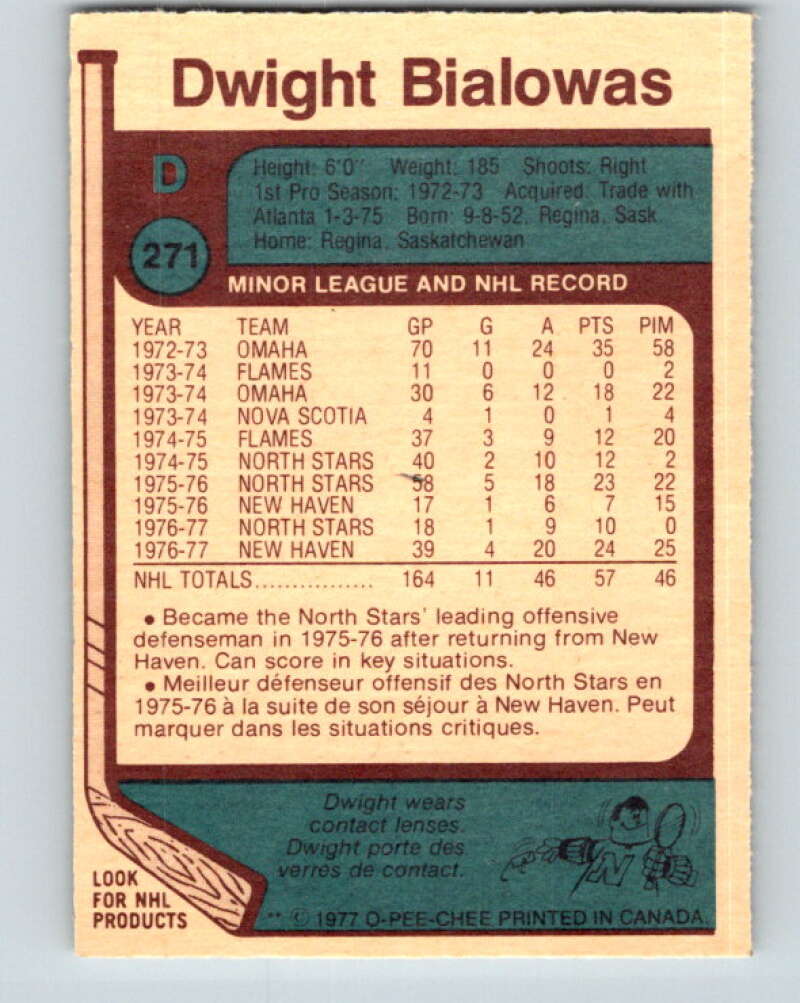 Dwight Bialowas
D
Height: 6'0" Weight: 185 Shoots: Right
1st Pro Season: 1972-73 Acquired: Trade with
Atlanta 1-3-75 Born: 9-8-52, Regina, Sask.
Home: Regina, Saskatchewan
271
MINOR LEAGUE AND NHL RECORD
YEAR TEAM GP G A PTS PIM
1972-73 OMAHA 70 11 24 35 58
1973-74 FLAMES 11 0 0 0 2
1973-74 OMAHA 30 6 12 18 22
1973-74 NOVA SCOTIA 4 1 0 1 4
1974-75 FLAMES 37 3 9 12 20
1974-75 NORTH STARS 40 2 10 12 2
1975-76 NORTH STARS 58 5 18 23 22
1975-76 NEW HAVEN 17 1 6 7 15
1976-77 NORTH STARS 18 1 9 10 0
1976-77 NEW HAVEN 39 4 20 24 25
NHL TOTALS................ 164 11 46 57 46
• Became the North Stars' leading offensive
defenseman in 1975-76 after returning from New
Haven. Can score in key situations.
• Meilleur défenseur offensif des North Stars en
1975-76 à la suite de son séjour à New Haven. Peut
marquer dans les situations critiques.
Dwight wears
contact lenses.
Dwight porte des
verres de contact.
N
LOOK
FOR NHL
PRODUCTS
** © 1977 O-PEE-CHEE PRINTED IN CANADA.